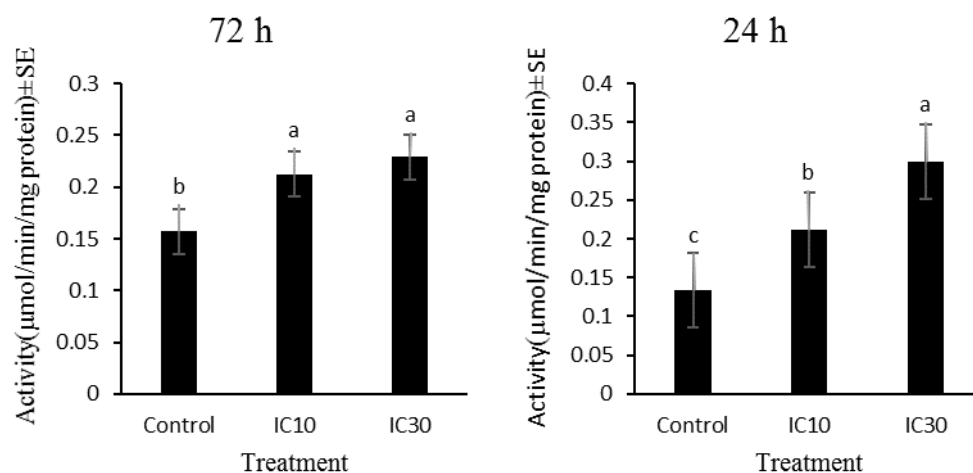 72 h
Activity(µmol/min/mg protein)±SE
0.3
0.25
0.2
0.15
0.1
0.05
0
b
a
a
Control IC10 IC30
Treatment
24 h
Activity(µmol/min/mg protein)±SE
0.4
0.35
0.3
0.25
0.2
0.15
0.1
0.05
0
c
b
a
Control IC10 IC30
Treatment